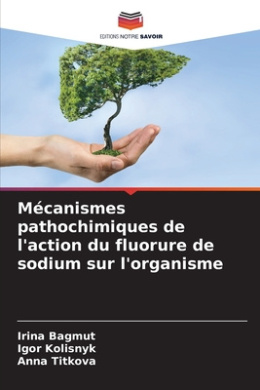 EDITIONS NOTRE SAVOIR
Mécanismes
pathochimiques de
l'action du fluorure de
sodium sur l'organisme
Irina Bagmut
Igor Kolisnyk
Anna Titkova